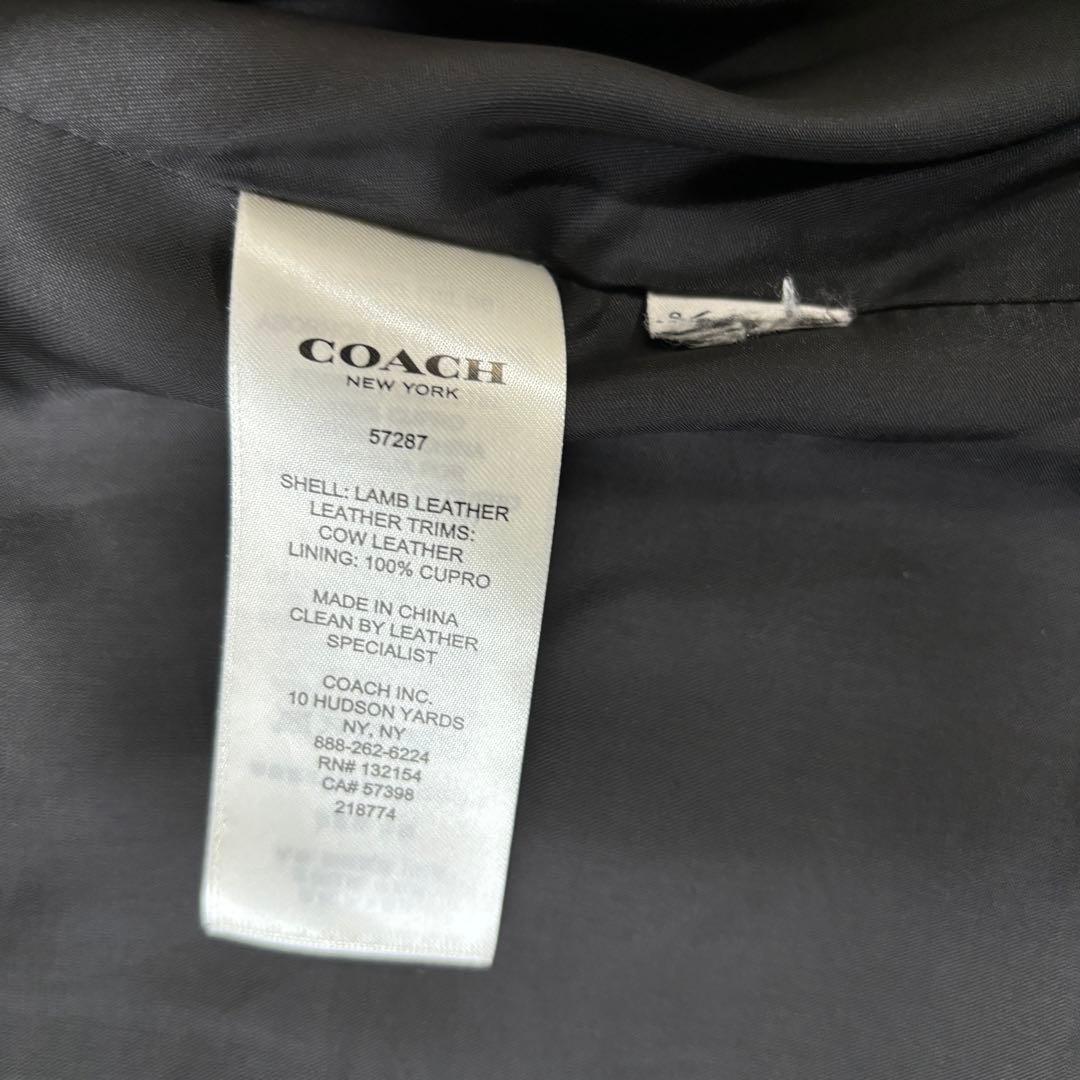 COACH
NEW YORK
57287
SHELL: LAMB LEATHER
LEATHER TRIMS:
COW LEATHER
LINING: 100% CUPRO
MADE IN CHINA
CLEAN BY LEATHER
SPECIALIST
COACH INC.
10 HUDSON YARDS
NY, NY
888-262-6224
RN# 132154
CA# 57398
218774